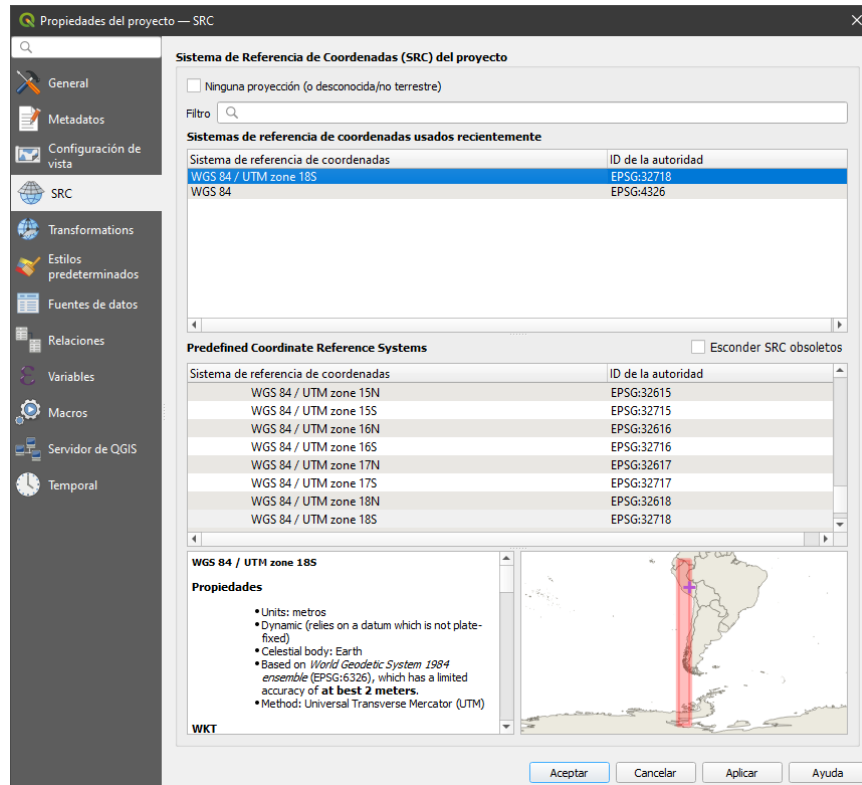 Propiedades del proyecto — SRC
General
Metadatos
Configuración de
vista
SRC
Transformations
Estilos
predeterminados
Fuentes de datos
Relaciones
Variables
Macros
Servidor de QGIS
Temporal
Sistema de Referencia de Coordenadas (SRC) del proyecto
Ninguna proyección (o desconocida/no terrestre)
Filtro
Sistemas de referencia de coordenadas usados recientemente
Sistema de referencia de coordenadas ID de la autoridad
WGS 84 / UTM zone 18S EPSG:32718
WGS 84 EPSG:4326
Predefined Coordinate Reference Systems Esconder SRC obsoletos
Sistema de referencia de coordenadas ID de la autoridad
WGS 84 / UTM zone 15N EPSG:32615
WGS 84 / UTM zone 15S EPSG:32715
WGS 84 / UTM zone 16N EPSG:32616
WGS 84 / UTM zone 16S EPSG:32716
WGS 84 / UTM zone 17N EPSG:32617
WGS 84 / UTM zone 17S EPSG:32717
WGS 84 / UTM zone 18N EPSG:32618
WGS 84 / UTM zone 18S EPSG:32718
WGS 84 / UTM zone 18S
Propiedades
•Units: metros
•Dynamic (relies on a datum which is not plate-
fixed)
•Celestial body: Earth
•Based on World Geodetic System 1984
ensemble (EPSG:6326), which has a limited
accuracy of at best 2 meters.
•Method: Universal Transverse Mercator (UTM)
WKT
Aceptar Cancelar Aplicar Ayuda